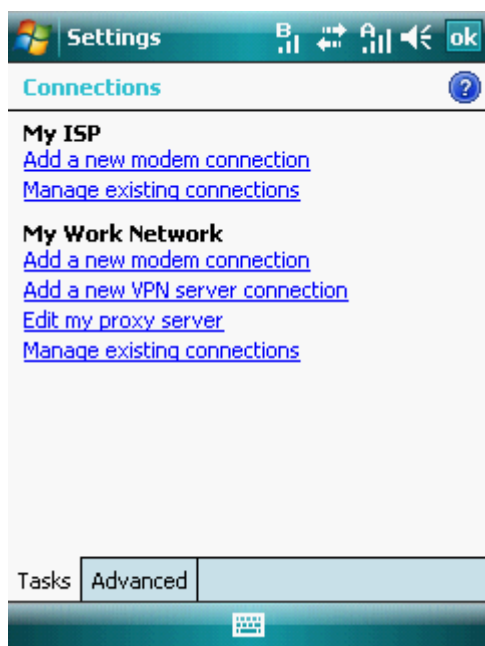 Settings
B A ok
Connections ?
My ISP
Add a new modem connection
Manage existing connections
My Work Network
Add a new modem connection
Add a new VPN server connection
Edit my proxy server
Manage existing connections
Tasks Advanced